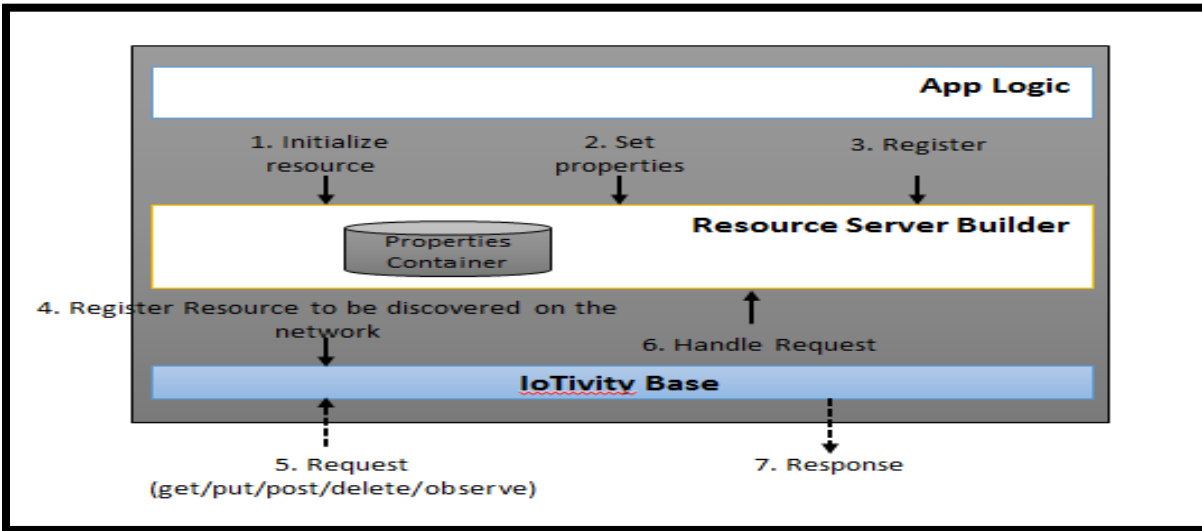 App Logic
1. Initialize
resource
2. Set
properties
3. Register
Resource Server Builder
Properties
Container
4. Register Resource to be discovered on the
network
6. Handle Request
IoTivity Base
5. Request
(get/put/post/delete/observe)
7. Response